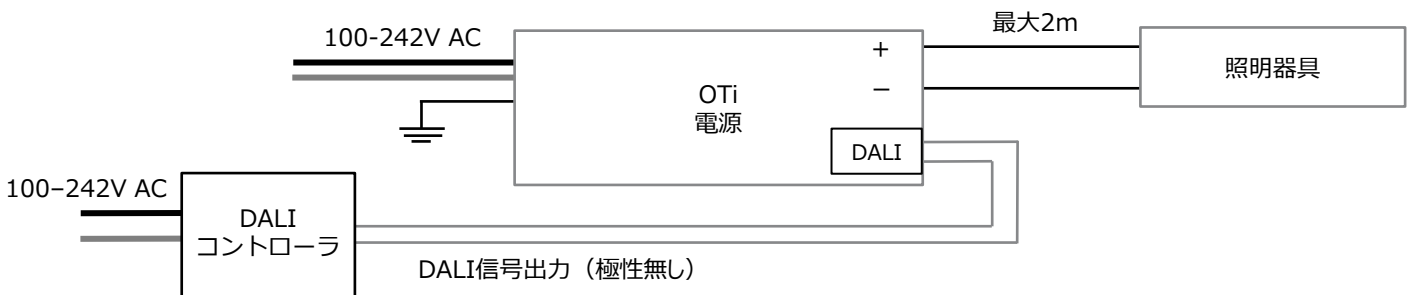 最大2m
100-242V AC
+
−
照明器具
OTi
電源
DALI
100–242V AC
DALI
コントローラ
DALI信号出力（極性無し）